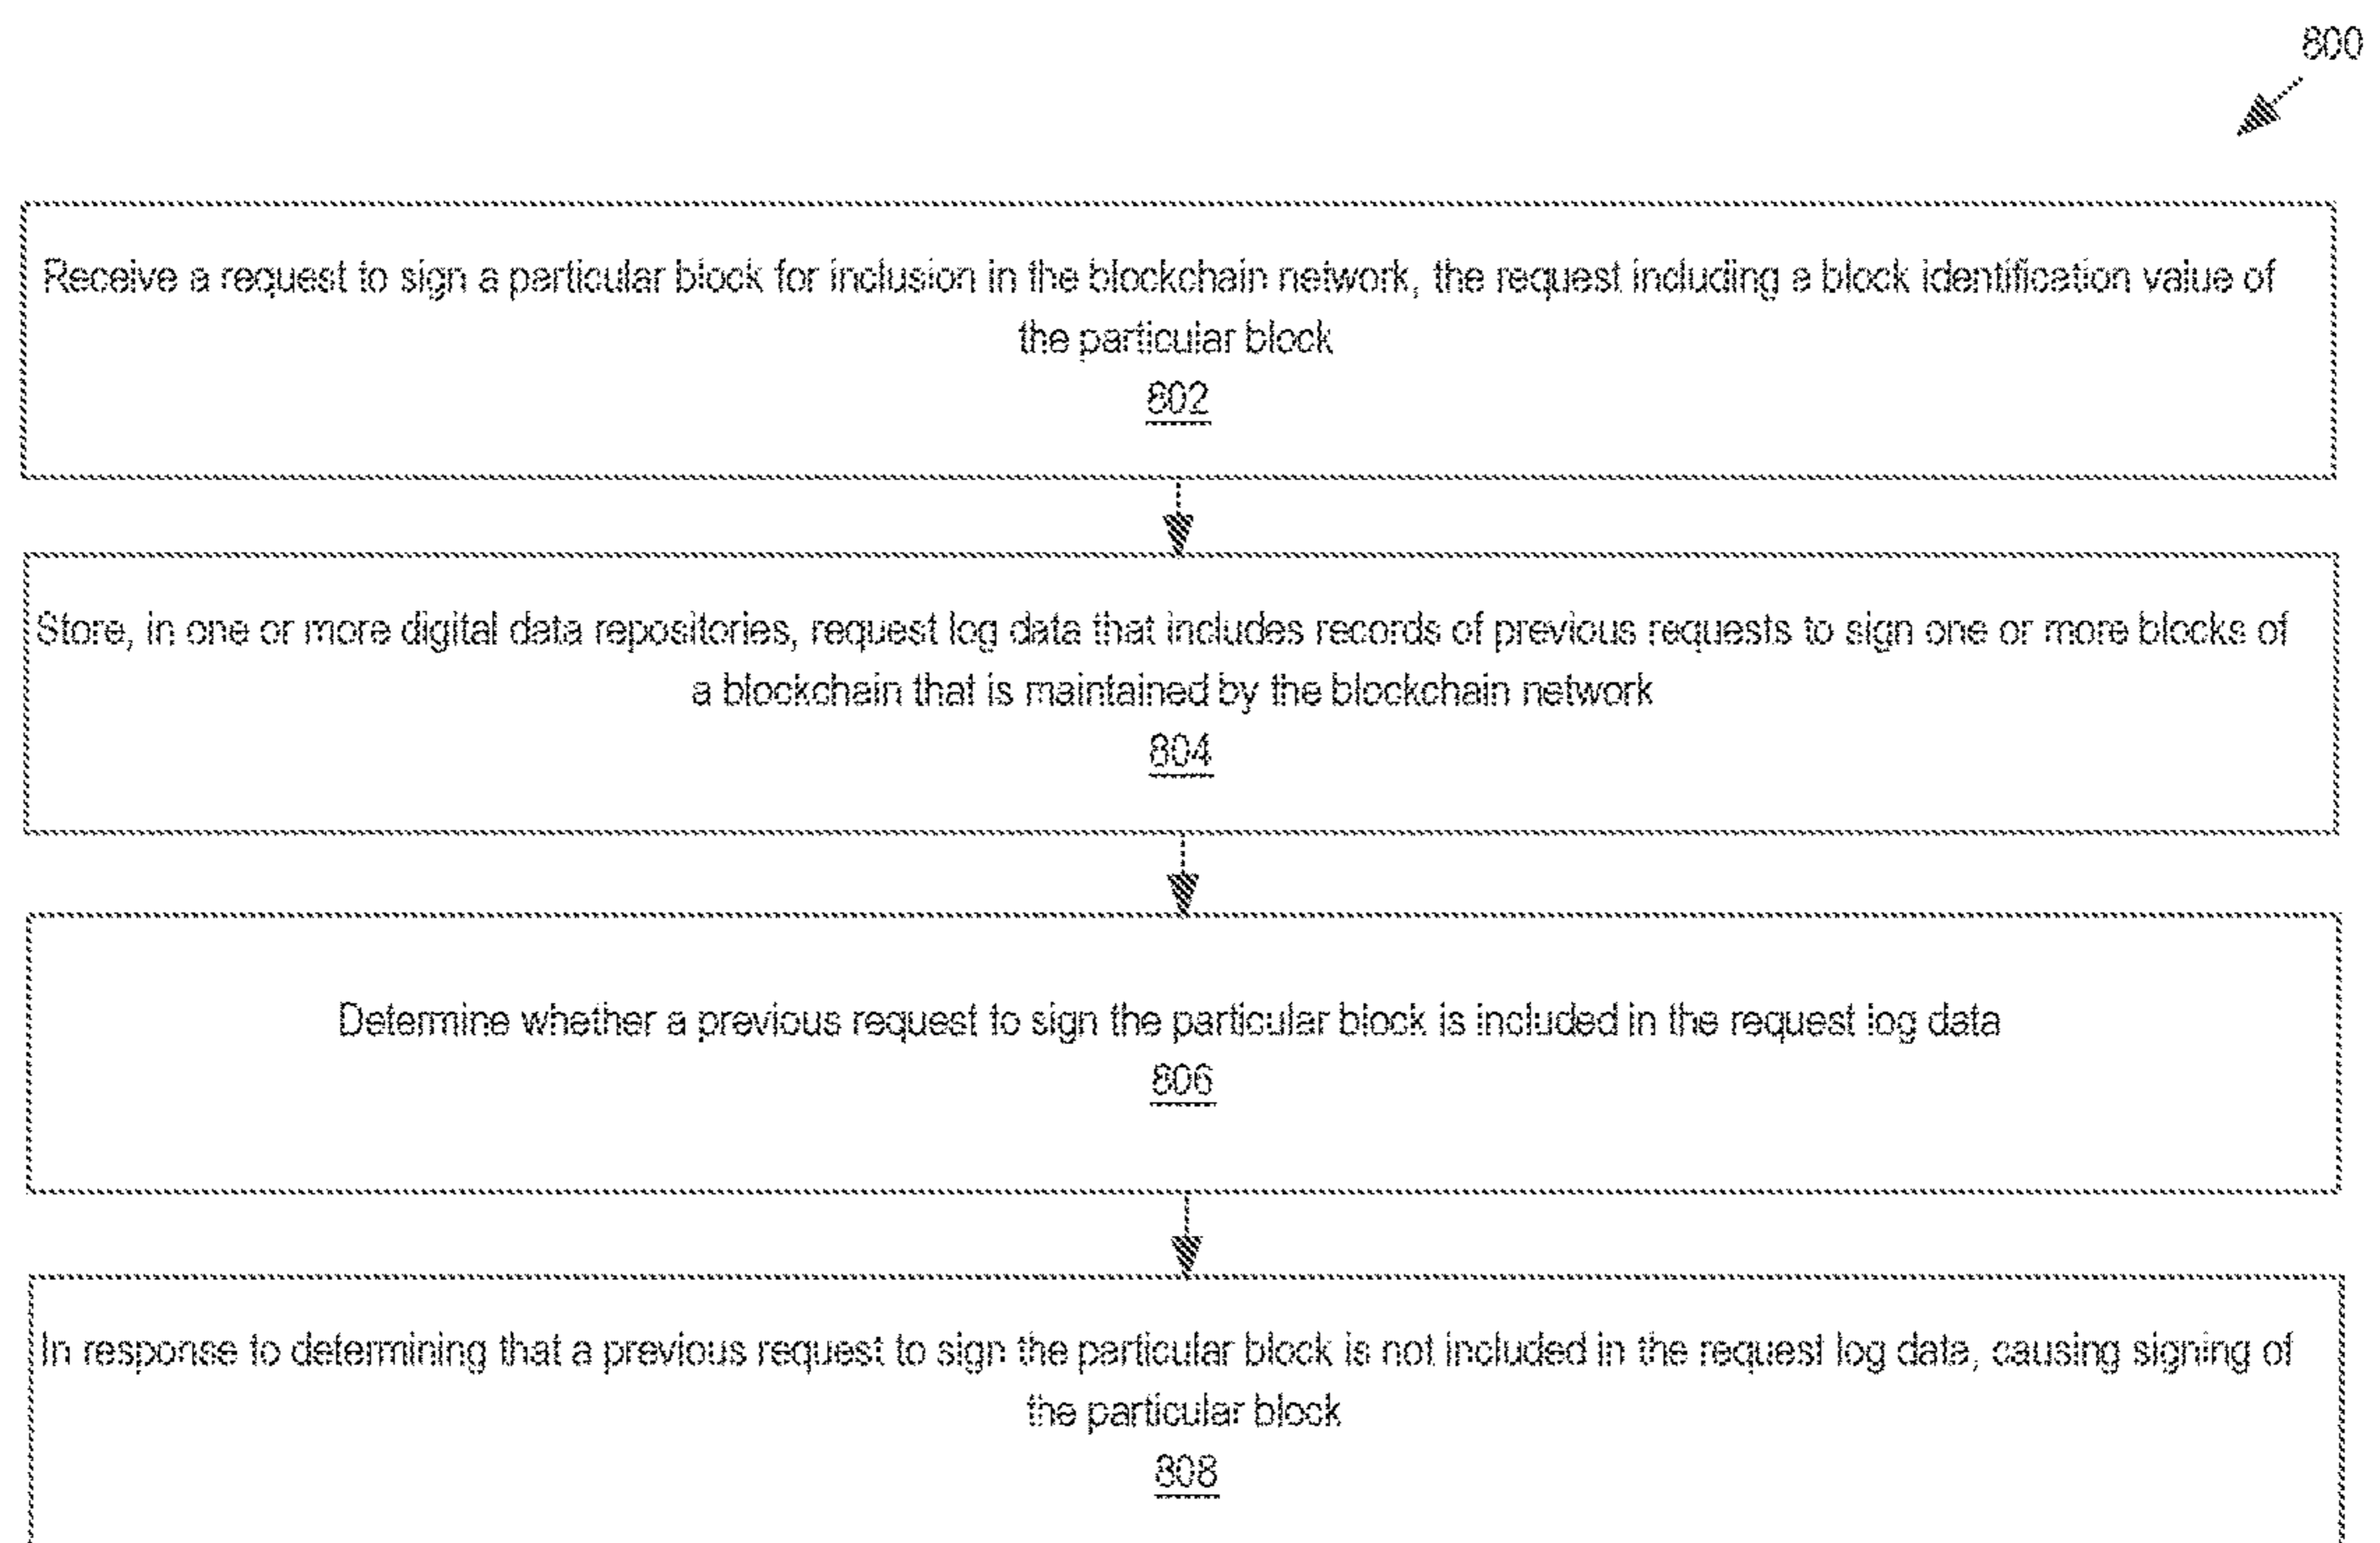 800
Receive a request to sign a particular block for inclusion in the blockchain network, the request including a block identification value of
the particular block
802
Store, in one or more digital data repositories, request log data that includes records of previous requests to sign one or more blocks of
a blockchain that is maintained by the blockchain network
804
Determine whether a previous request to sign the particular block is included in the request log data
806
In response to determining that a previous request to sign the particular block is not included in the request log data, causing signing of
the particular block
808